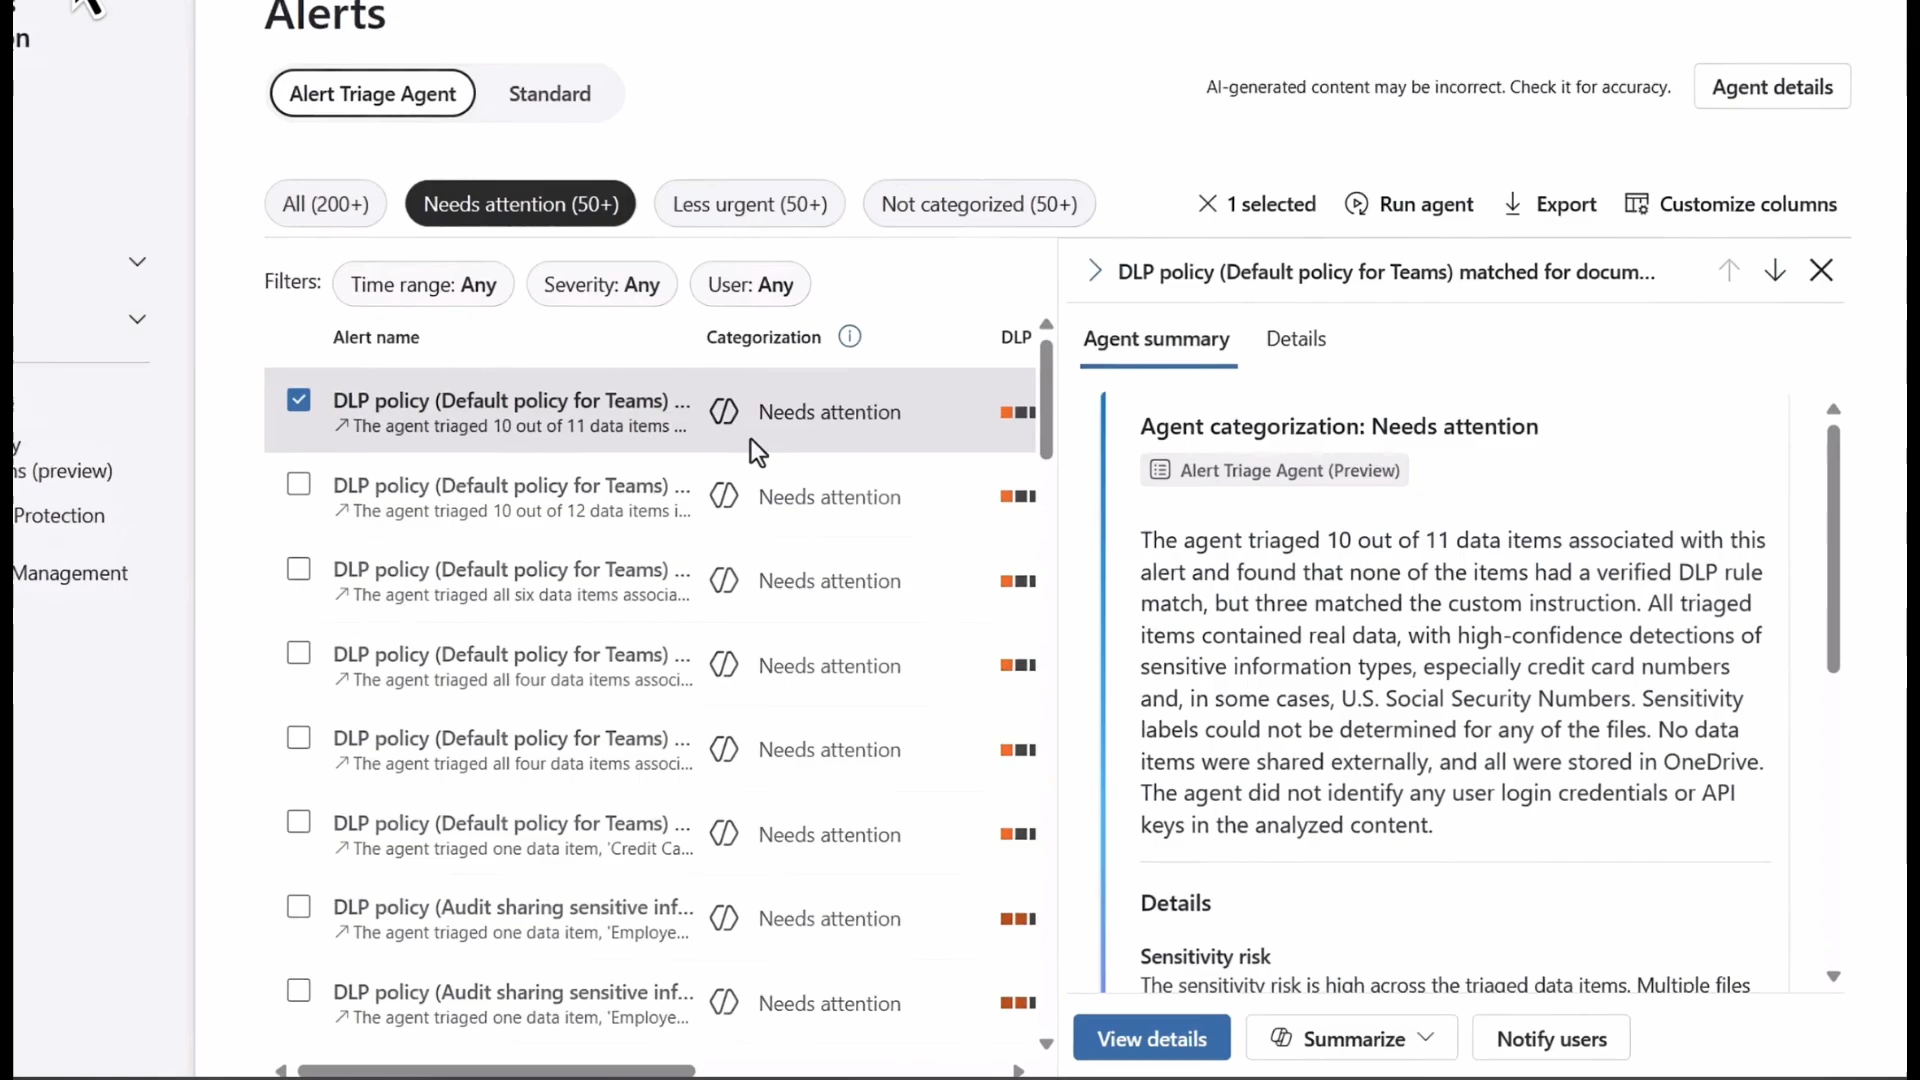 Alerts
n
Alert Triage Agent
Standard
AI-generated content may be incorrect. Check it for accuracy.
Agent details
All (200+)
Needs attention (50+)
Less urgent (50+)
Not categorized (50+)
1 selected
Run agent
Export
Customize columns
Filters:
Time range: Any
Severity: Any
User: Any
Alert name
Categorization
DLP
DLP policy (Default policy for Teams) ...
The agent triaged 10 out of 11 data items ...
Needs attention
DLP policy (Default policy for Teams) ...
The agent triaged 10 out of 12 data items i...
Needs attention
DLP policy (Default policy for Teams) ...
The agent triaged all six data items associa...
Needs attention
DLP policy (Default policy for Teams) ...
The agent triaged all four data items associ...
Needs attention
DLP policy (Default policy for Teams) ...
The agent triaged all four data items associ...
Needs attention
DLP policy (Default policy for Teams) ...
The agent triaged one data item, 'Credit Ca...
Needs attention
DLP policy (Audit sharing sensitive inf...
The agent triaged one data item, 'Employe...
Needs attention
DLP policy (Audit sharing sensitive inf...
The agent triaged one data item, 'Employe...
Needs attention
y
ns (preview)
Protection
Management
DLP policy (Default policy for Teams) matched for docum...
Agent summary
Details
Agent categorization: Needs attention
Alert Triage Agent (Preview)
The agent triaged 10 out of 11 data items associated with this
alert and found that none of the items had a verified DLP rule
match, but three matched the custom instruction. All triaged
items contained real data, with high-confidence detections of
sensitive information types, especially credit card numbers
and, in some cases, U.S. Social Security Numbers. Sensitivity
labels could not be determined for any of the files. No data
items were shared externally, and all were stored in OneDrive.
The agent did not identify any user login credentials or API
keys in the analyzed content.
Details
Sensitivity risk
The sensitivity risk is high across the triaged data items. Multiple files
View details
Summarize
Notify users